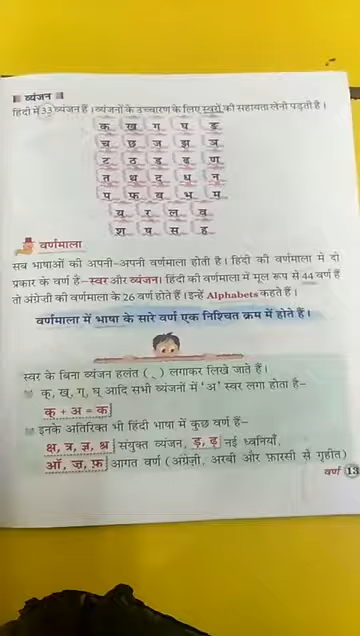 व्यंजन
हिंदी में 33 व्यंजन हैं। व्यंजनों के उच्चारण के लिए स्वरों की सहायता लेनी पड़ती है।
क ख ग घ ङ
च छ ज झ ञ
ट ठ ड ढ ण
त थ द ध न
प फ ब भ म
य र ल व
श ष स ह
वर्णमाला
सब भाषाओं की अपनी-अपनी वर्णमाला होती है। हिंदी की वर्णमाला में दो
प्रकार के वर्ण हैं–स्वर और व्यंजन। हिंदी की वर्णमाला में मूल रूप से 44 वर्ण हैं
तो अंग्रेज़ी की वर्णमाला के 26 वर्ण होते हैं। इन्हें Alphabets कहते हैं।
वर्णमाला में भाषा के सारे वर्ण एक निश्चित क्रम में होते हैं।
स्वर के बिना व्यंजन हलंत ( ् ) लगाकर लिखे जाते हैं।
क्, ख्, ग्, घ् आदि सभी व्यंजनों में 'अ' स्वर लगा होता है–
क् + अ = क
इनके अतिरिक्त भी हिंदी भाषा में कुछ वर्ण हैं–
क्ष, त्र, ज्ञ, श्र संयुक्त व्यंजन, ड़, ढ़ नई ध्वनियाँ,
ऑ, ज़, फ़ आगत वर्ण (अंग्रेज़ी, अरबी और फ़ारसी से गृहीत)
वर्ण 13